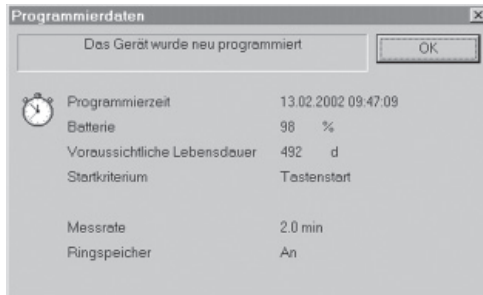 Programmierdaten
Das Gerät wurde neu programmiert
OK
Programmierzeit 13.02.2002 09:47:09
Batterie 98 %
Voraussichtliche Lebensdauer 492 d
Startkriterium Tastenstart
Messrate 2.0 min
Ringspeicher An